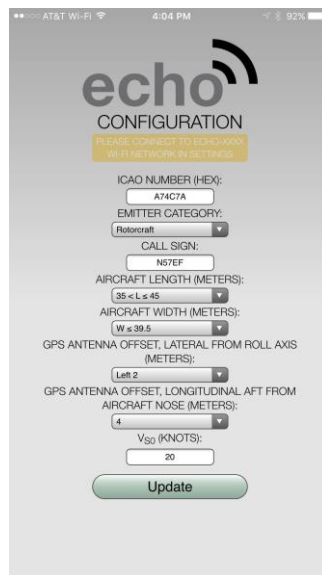 AT&T Wi-Fi 4:04 PM 92%
echo
CONFIGURATION
PLEASE CONNECT TO ECHO-XXXX
WI-FI NETWORK IN SETTINGS
ICAO NUMBER (HEX):
A74C7A
EMITTER CATEGORY:
Rotorcraft
CALL SIGN:
N57EF
AIRCRAFT LENGTH (METERS):
35 < L ≤ 45
AIRCRAFT WIDTH (METERS):
W ≤ 39.5
GPS ANTENNA OFFSET, LATERAL FROM ROLL AXIS
(METERS):
Left 2
GPS ANTENNA OFFSET, LONGITUDINAL AFT FROM
AIRCRAFT NOSE (METERS):
4
VS0 (KNOTS):
20
Update